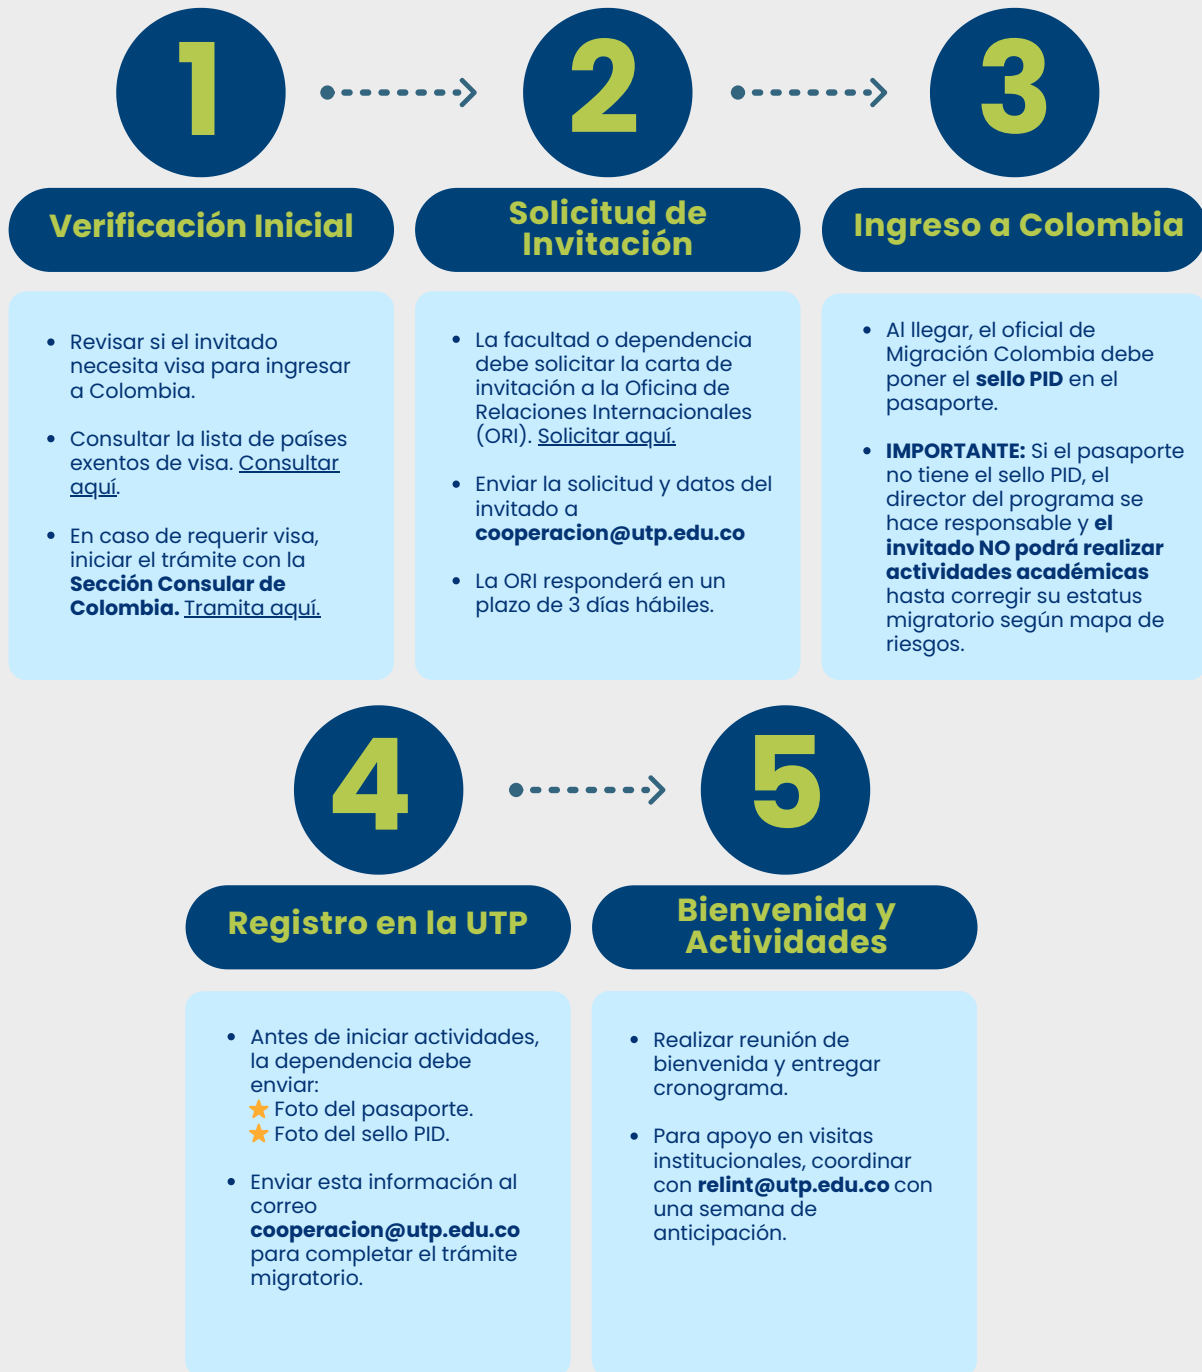 1
2
3
Verificación Inicial
• Revisar si el invitado
necesita visa para ingresar
a Colombia.
• Consultar la lista de países
exentos de visa. Consultar
aquí.
• En caso de requerir visa,
iniciar el trámite con la
Sección Consular de
Colombia. Tramita aquí.
Solicitud de
Invitación
• La facultad o dependencia
debe solicitar la carta de
invitación a la Oficina de
Relaciones Internacionales
(ORI). Solicitar aquí.
• Enviar la solicitud y datos del
invitado a
cooperacion@utp.edu.co
• La ORI responderá en un
plazo de 3 días hábiles.
Ingreso a Colombia
• Al llegar, el oficial de
Migración Colombia debe
poner el sello PID en el
pasaporte.
• IMPORTANTE: Si el pasaporte
no tiene el sello PID, el
director del programa se
hace responsable y el
invitado NO podrá realizar
actividades académicas
hasta corregir su estatus
migratorio según mapa de
riesgos.
4
5
Registro en la UTP
• Antes de iniciar actividades,
la dependencia debe
enviar:
Foto del pasaporte.
Foto del sello PID.
• Enviar esta información al
correo
cooperacion@utp.edu.co
para completar el trámite
migratorio.
Bienvenida y
Actividades
• Realizar reunión de
bienvenida y entregar
cronograma.
• Para apoyo en visitas
institucionales, coordinar
con relint@utp.edu.co con
una semana de
anticipación.